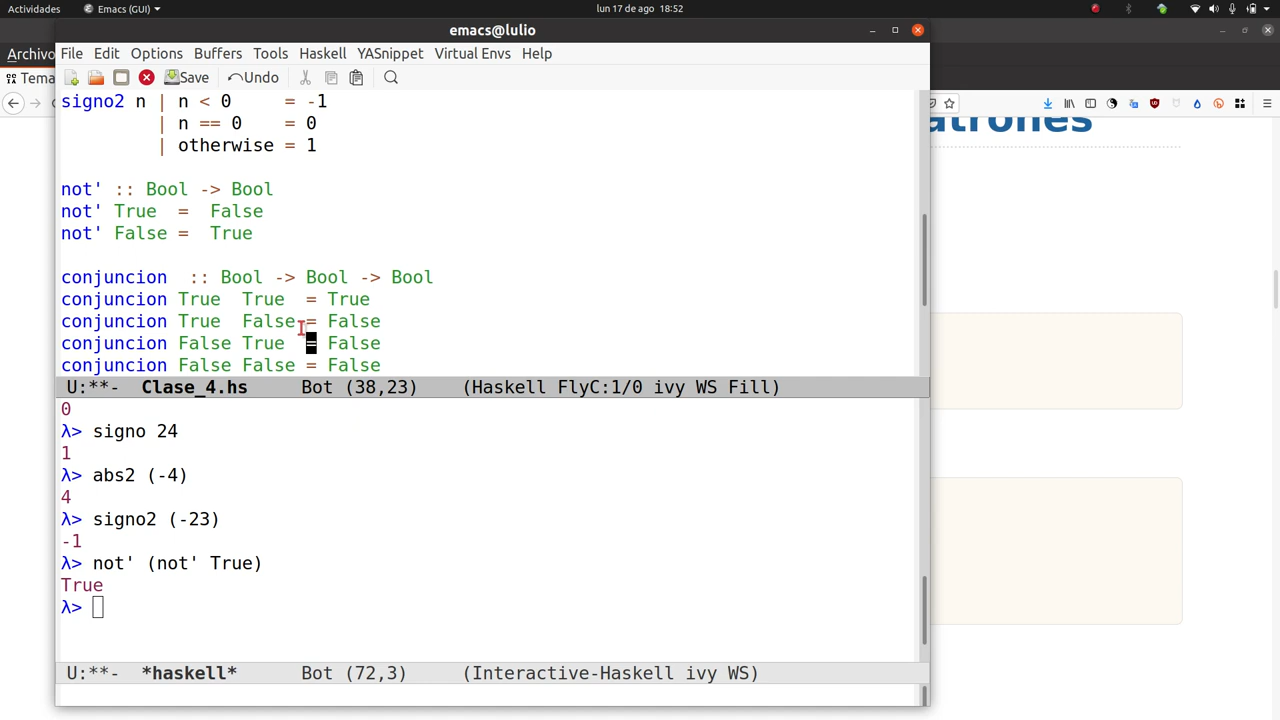 Actividades Emacs (GUI) lun 17 de ago 18:52
emacs@lulio
Archivo
File Edit Options Buffers Tools Haskell YASnippet Virtual Envs Help
Tema
Save Undo
signo2 n | n < 0     = -1
         | n == 0    = 0
         | otherwise = 1
not' :: Bool -> Bool
not' True  =  False
not' False =  True
conjuncion  :: Bool -> Bool -> Bool
conjuncion True  True  = True
conjuncion True  False = False
conjuncion False True  = False
conjuncion False False = False
U:**-  Clase_4.hs     Bot (38,23)    (Haskell FlyC:1/0 ivy WS Fill)
0
λ> signo 24
1
λ> abs2 (-4)
4
λ> signo2 (-23)
-1
λ> not' (not' True)
True
λ>
U:**-  *haskell*      Bot (72,3)     (Interactive-Haskell ivy WS)
atrones